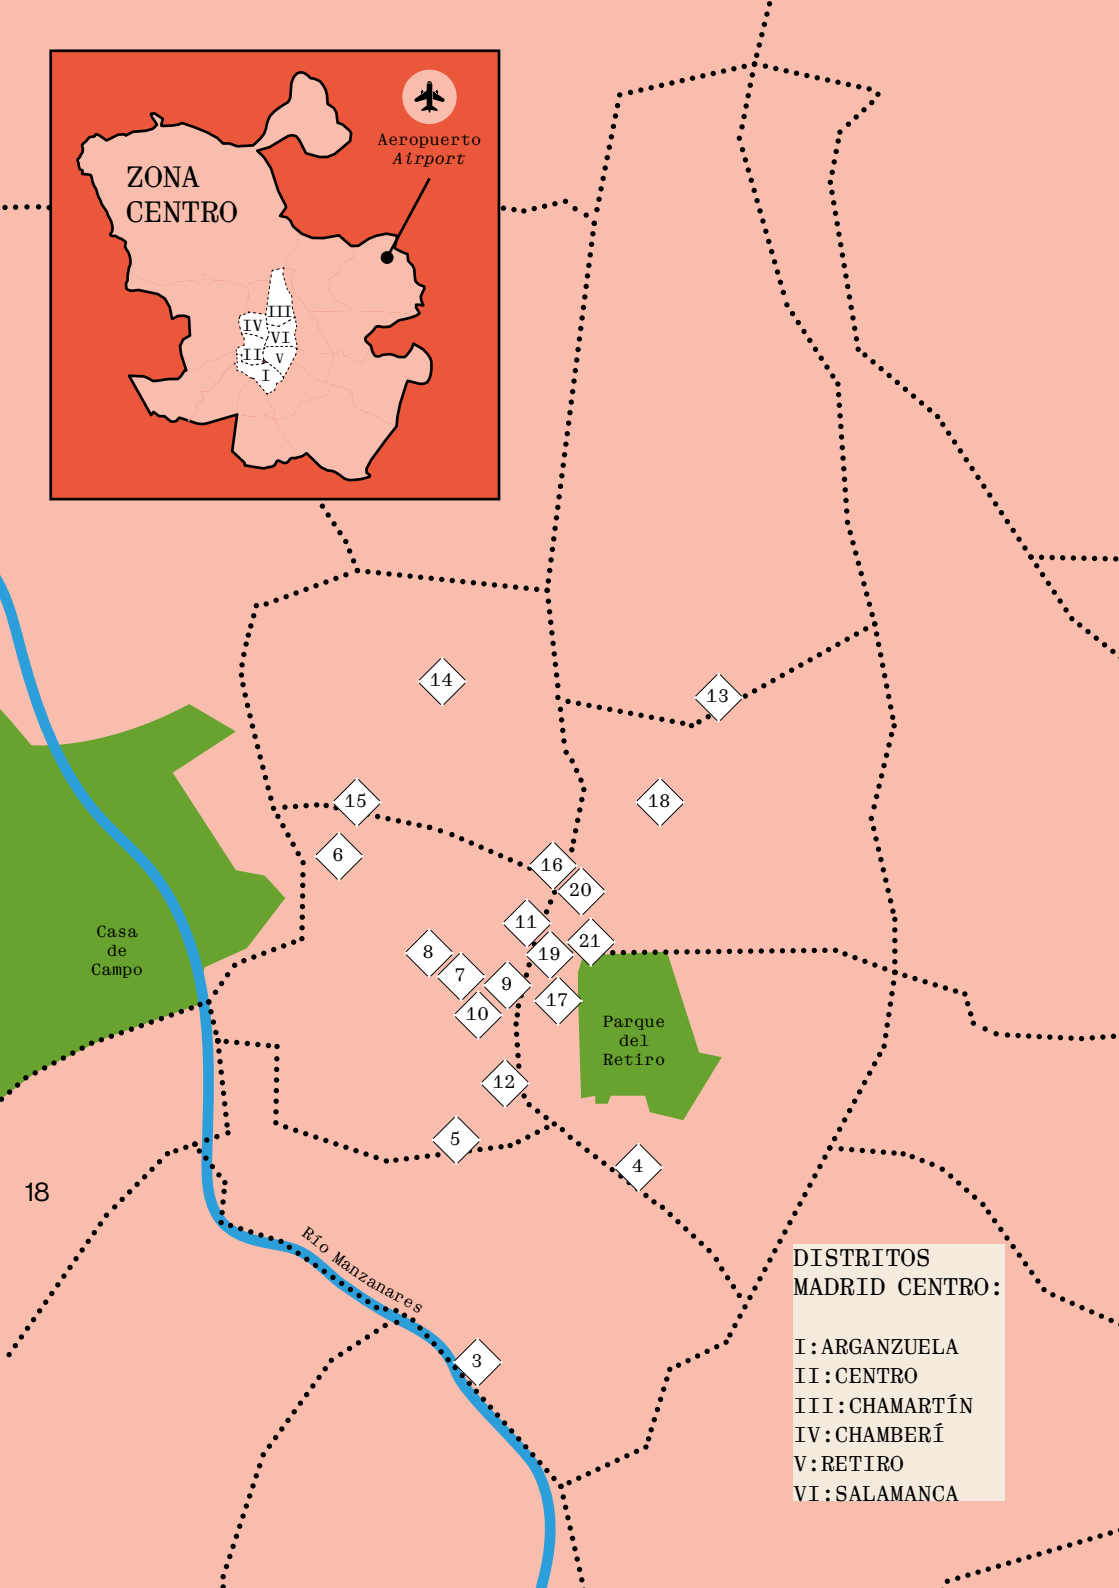 Aeropuerto
Airport
ZONA
CENTRO
III
IV
VI
II
V
I
14
13
15
18
6
16
20
11
21
8
19
7
9
17
10
Casa
de
Campo
Parque
del
Retiro
12
5
4
18
Río Manzanares
3
DISTRITOS
MADRID CENTRO:
I:ARGANZUELA
II:CENTRO
III:CHAMARTÍN
IV:CHAMBERÍ
V:RETIRO
VI:SALAMANCA